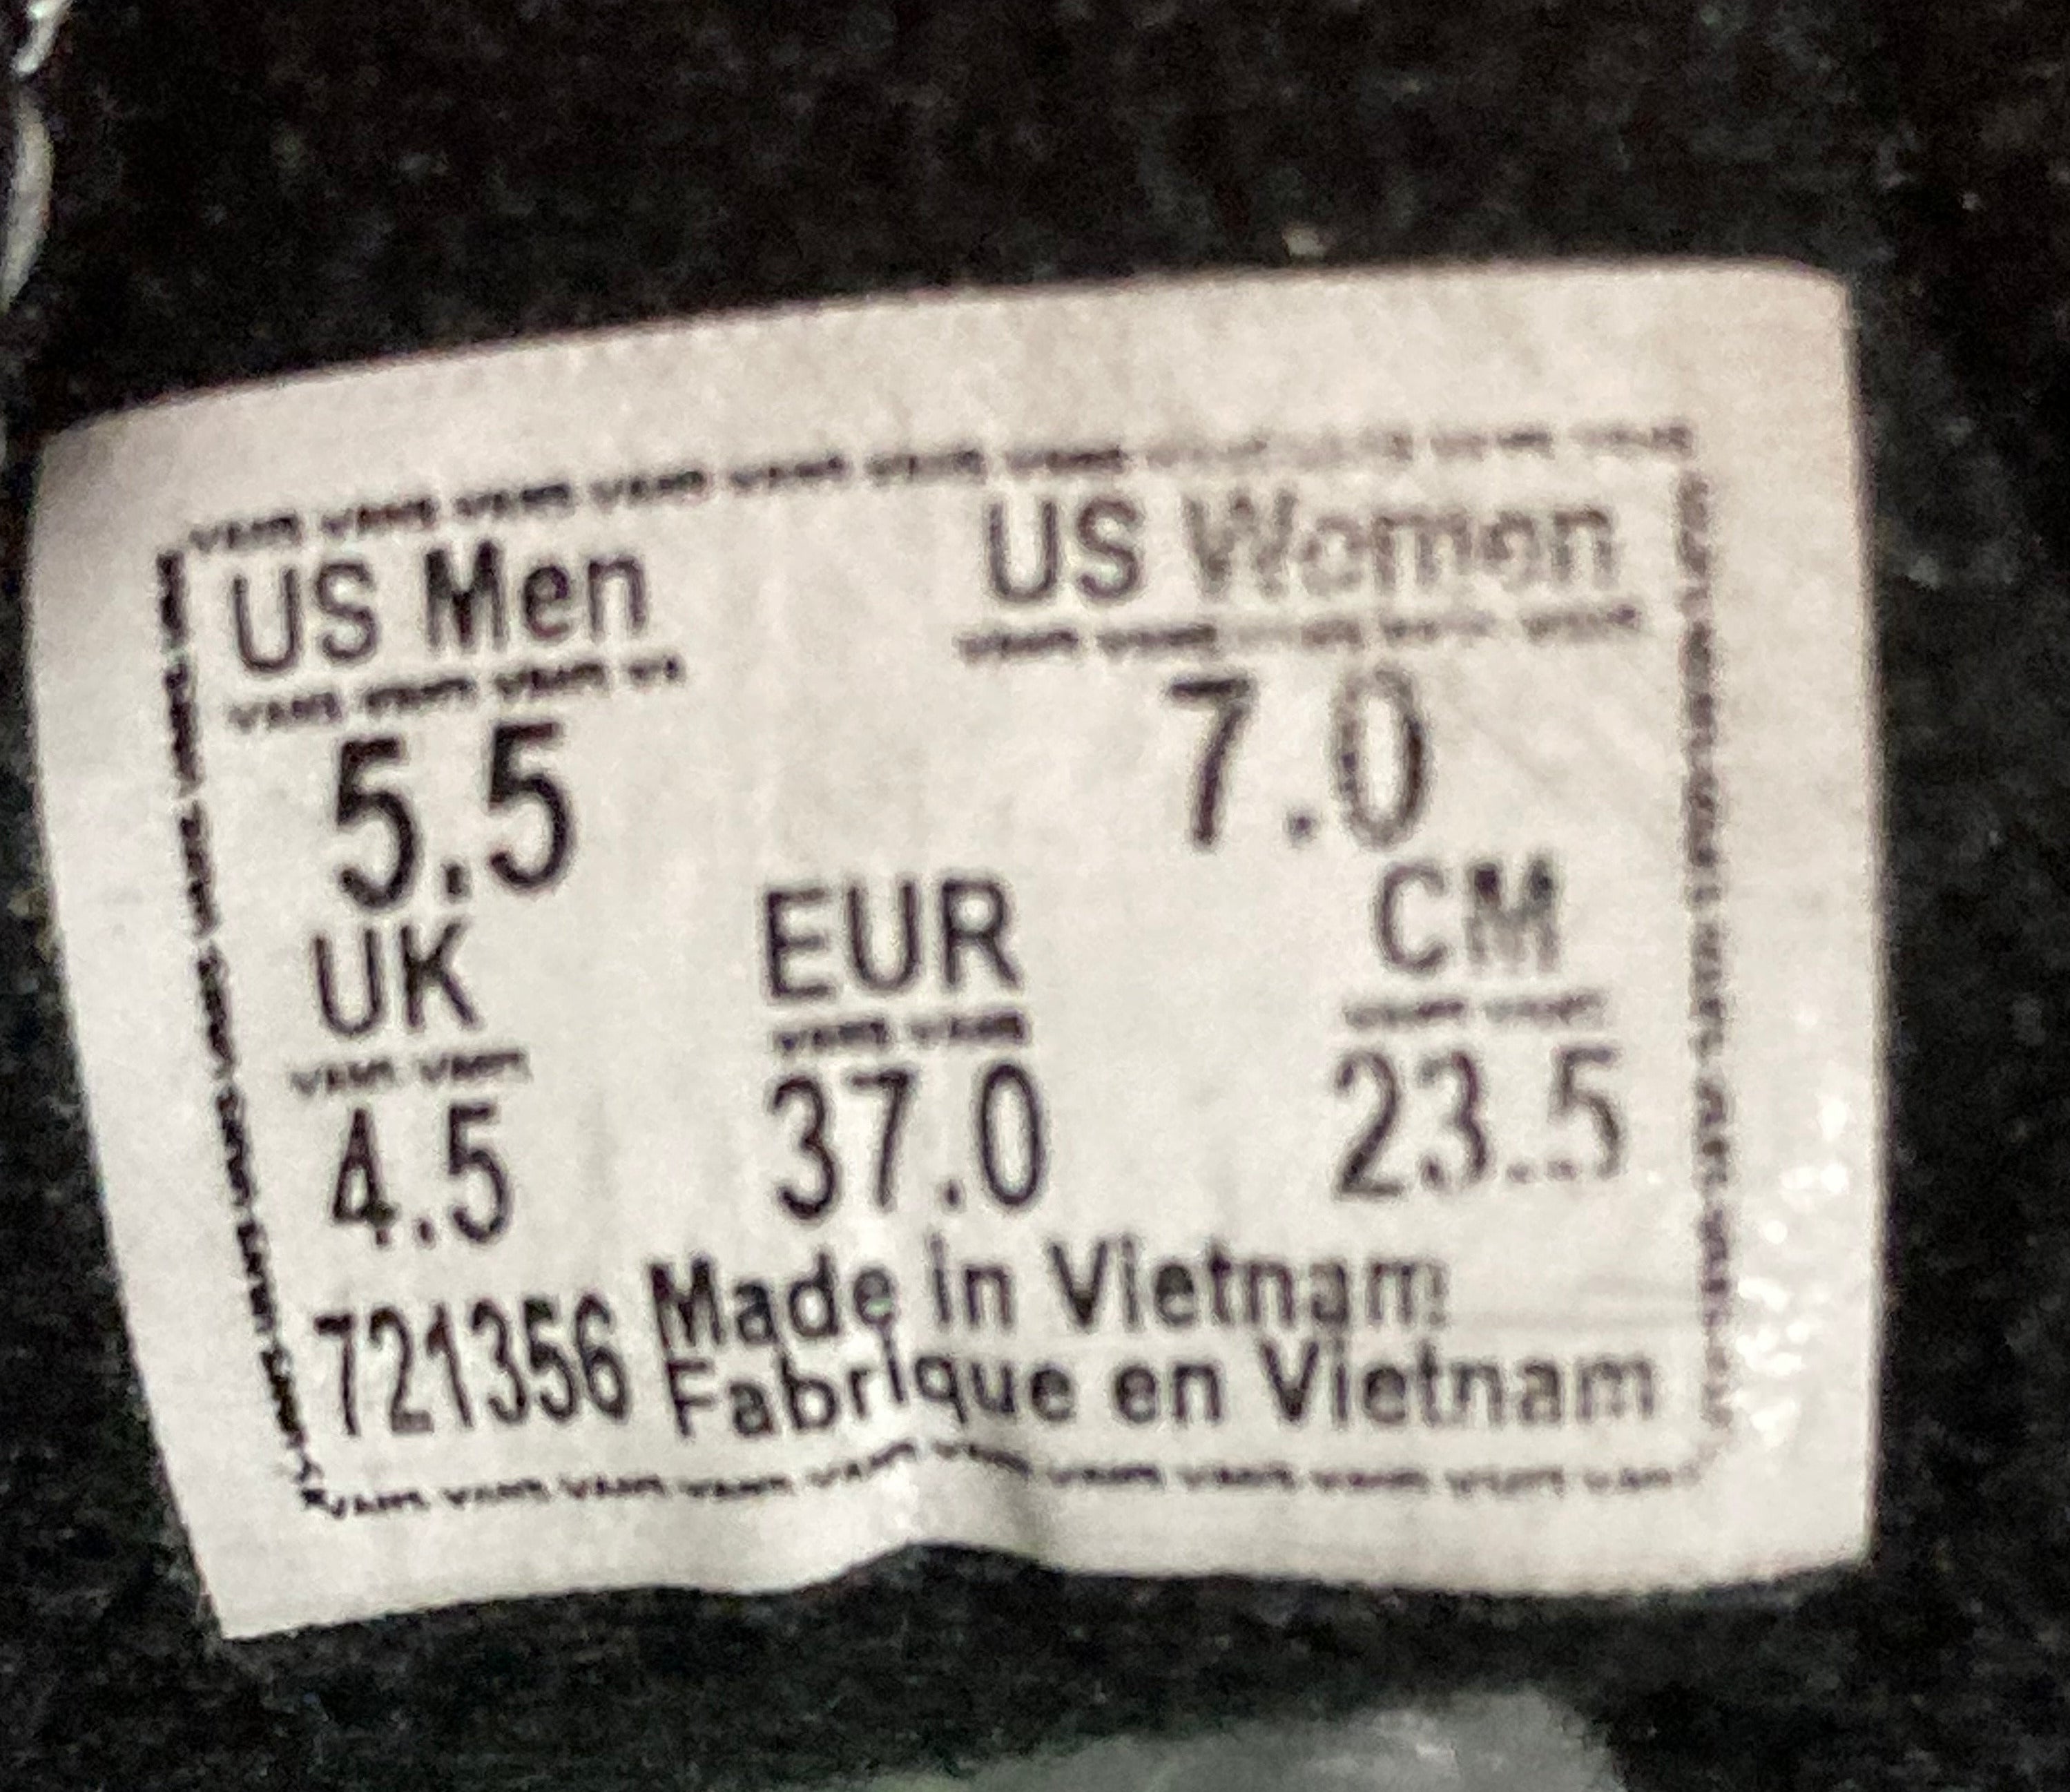 US Men US Women
5.5 7.0
UK EUR CM
4.5 37.0 23.5
721356 Made in Vietnam
Fabrique en Vietnam